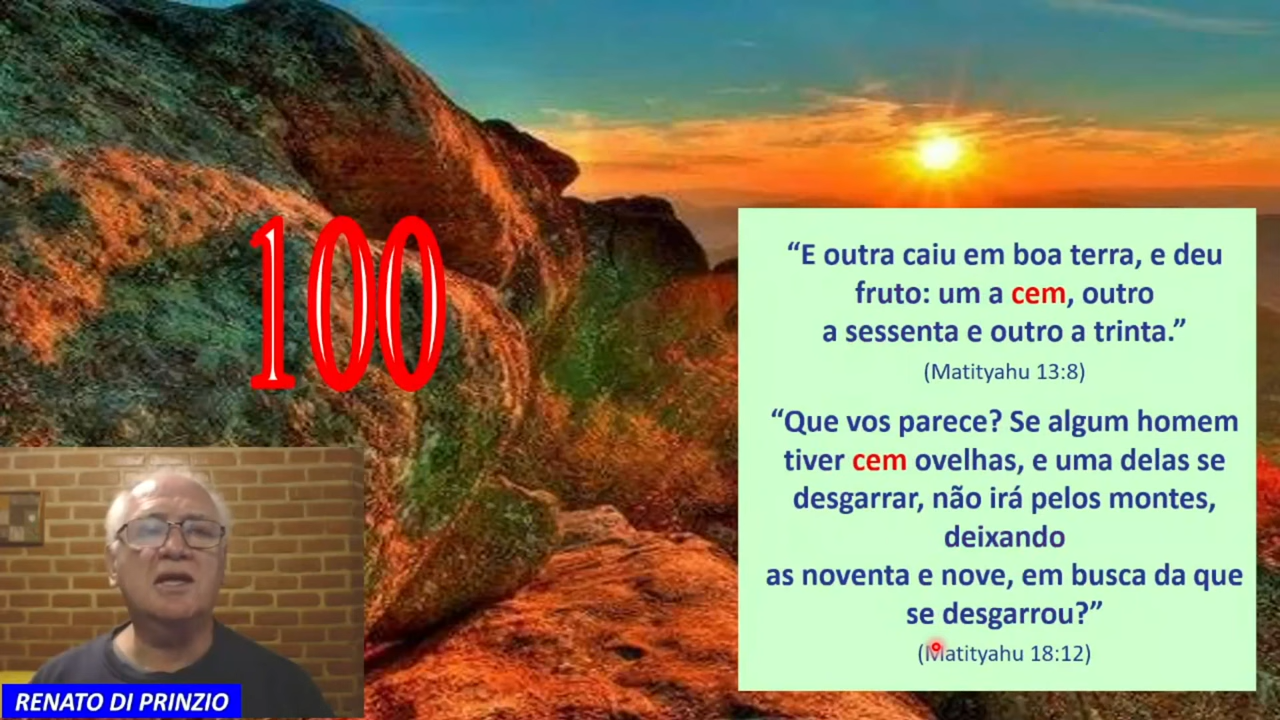 100
“E outra caiu em boa terra, e deu
fruto: um a cem, outro
a sessenta e outro a trinta.”
(Matityahu 13:8)
“Que vos parece? Se algum homem
tiver cem ovelhas, e uma delas se
desgarrar, não irá pelos montes,
deixando
as noventa e nove, em busca da que
se desgarrou?”
(Matityahu 18:12)
RENATO DI PRINZIO